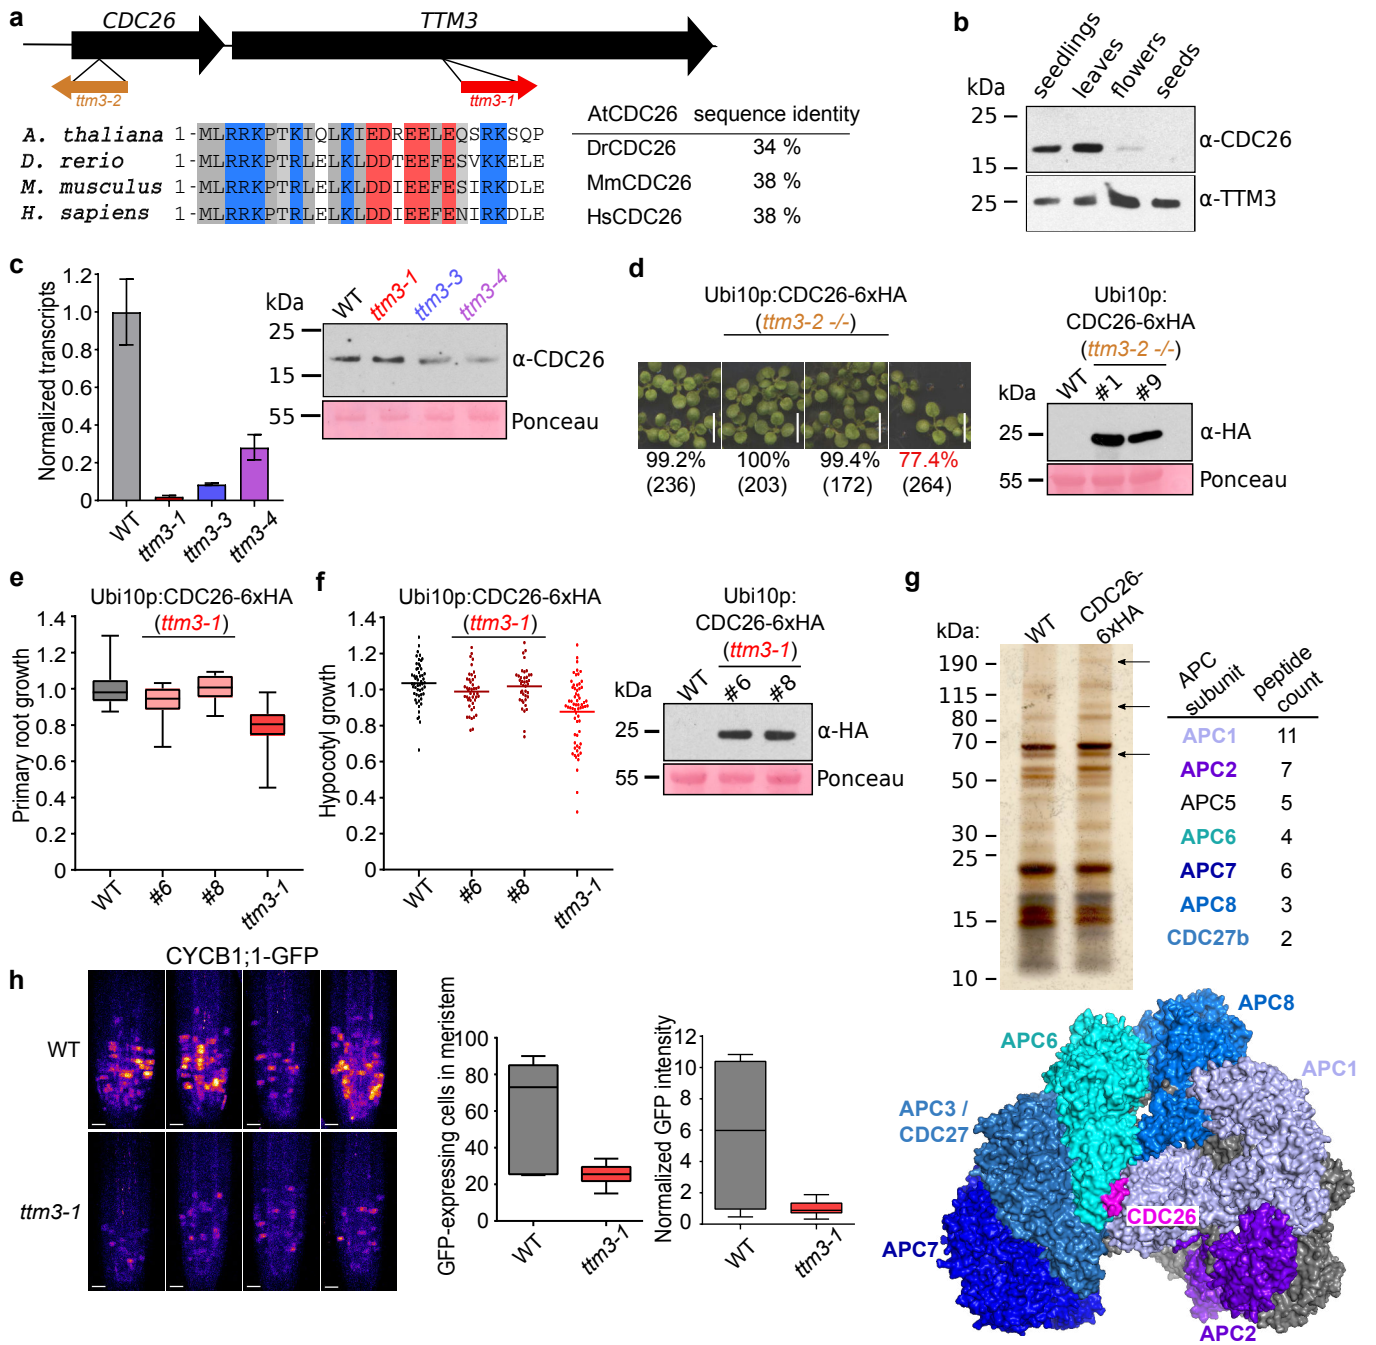 a
CDC26
TTM3
ttm3-2
ttm3-1
A. thaliana 1-MLRRKPTKIQLKIEDREELEQSRKSQP
D. rerio 1-MLRRKPTRLELKLDDTEEFESVKKELE
M. musculus 1-MLRRKPTRLELKLDDIEEFESIRKDLE
H. sapiens 1-MLRRKPTRLELKLDDIEEFENIRKDLE
AtCDC26 sequence identity
DrCDC26 34 %
MmCDC26 38 %
HsCDC26 38 %
b
seedlings
leaves
flowers
seeds
kDa
25
15
α-CDC26
25
α-TTM3
c
Normalized transcripts
1.2
1.0
0.8
0.6
0.4
0.2
0
WT
ttm3-1
ttm3-3
ttm3-4
kDa
WT
ttm3-1
ttm3-3
ttm3-4
25
15
α-CDC26
55
Ponceau
d
Ubi10p:CDC26-6xHA
(ttm3-2 -/-)
99.2% 100% 99.4% 77.4%
(236) (203) (172) (264)
Ubi10p:
CDC26-6xHA
(ttm3-2 -/-)
kDa
WT
#1
#9
25
α-HA
55
Ponceau
e
Ubi10p:CDC26-6xHA
(ttm3-1)
Primary root growth
1.4
1.2
1.0
0.8
0.6
0.4
0.2
0
WT
#6
#8
ttm3-1
f
Ubi10p:CDC26-6xHA
(ttm3-1)
Hypocotyl growth
1.4
1.2
1.0
0.8
0.6
0.4
0.2
0
WT
#6
#8
ttm3-1
Ubi10p:
CDC26-6xHA
(ttm3-1)
kDa
WT
#6
#8
25
α-HA
55
Ponceau
g
kDa:
WT
CDC26-
6xHA
190
115
80
70
50
30
25
15
10
APC
subunit
peptide
count
APC1 11
APC2 7
APC5 5
APC6 4
APC7 6
APC8 3
CDC27b 2
APC8
APC6
APC1
APC3 /
CDC27
CDC26
APC7
APC2
h
CYCB1;1-GFP
WT
ttm3-1
GFP-expressing cells in meristem
100
80
60
40
20
0
WT
ttm3-1
Normalized GFP intensity
12
10
8
6
4
2
0
WT
ttm3-1